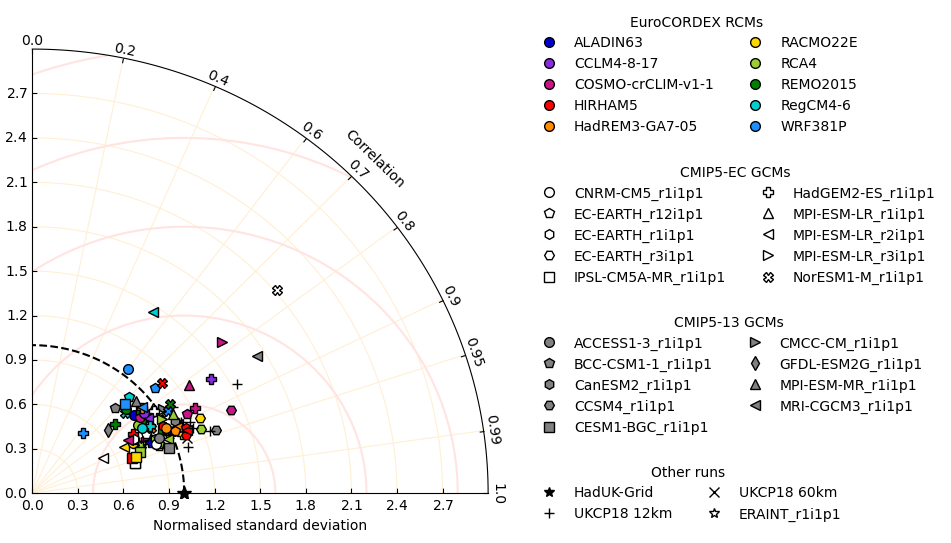 0.0
0.2
0.4
0.6
Correlation
0.7
0.8
0.9
0.95
0.99
1.0
2.7
2.4
2.1
1.8
1.5
1.2
0.9
0.6
0.3
0.0
0.0 0.3 0.6 0.9 1.2 1.5 1.8 2.1 2.4 2.7
Normalised standard deviation
EuroCORDEX RCMs
ALADIN63 RACMO22E
CCLM4-8-17 RCA4
COSMO-crCLIM-v1-1 REMO2015
HIRHAM5 RegCM4-6
HadREM3-GA7-05 WRF381P
CMIP5-EC GCMs
CNRM-CM5_r1i1p1 HadGEM2-ES_r1i1p1
EC-EARTH_r12i1p1 MPI-ESM-LR_r1i1p1
EC-EARTH_r1i1p1 MPI-ESM-LR_r2i1p1
EC-EARTH_r3i1p1 MPI-ESM-LR_r3i1p1
IPSL-CM5A-MR_r1i1p1 NorESM1-M_r1i1p1
CMIP5-13 GCMs
ACCESS1-3_r1i1p1 CMCC-CM_r1i1p1
BCC-CSM1-1_r1i1p1 GFDL-ESM2G_r1i1p1
CanESM2_r1i1p1 MPI-ESM-MR_r1i1p1
CCSM4_r1i1p1 MRI-CGCM3_r1i1p1
CESM1-BGC_r1i1p1
Other runs
HadUK-Grid UKCP18 60km
UKCP18 12km ERAINT_r1i1p1